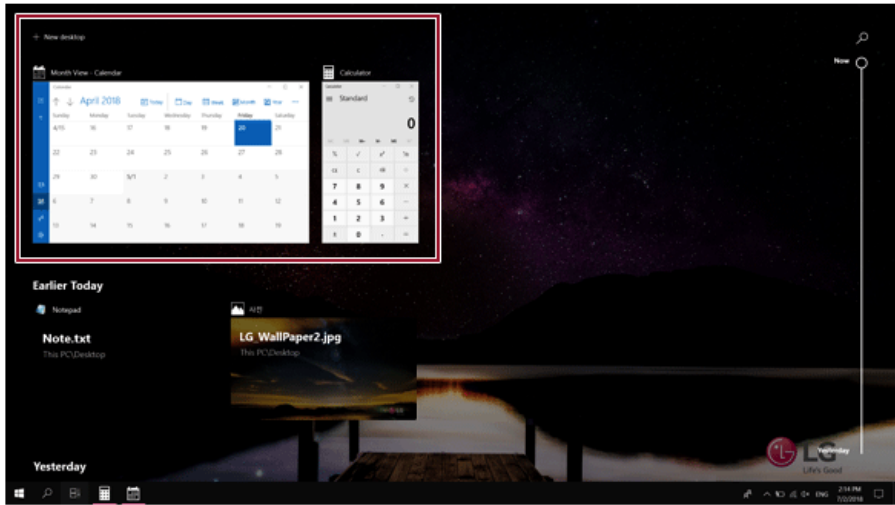 + New desktop
Now
Month View - Calendar
Calculator
Calendar
April 2018
Today
Day
Week
Month
Year
Sunday Monday Tuesday Wednesday Thursday Friday Saturday
4/15 16 17 18 19 20 21
22 23 24 25 26 27 28
29 30 5/1 2 3 4 5
6 7 8 9 10 11 12
13 14 15 16 17 18 19
Calculator
Standard
0
% √ x² ¹/x
CE C
7 8 9 ×
4 5 6 −
1 2 3 +
± 0 . =
Earlier Today
Notepad
Note.txt
This PC\Desktop
사진
LG_WallPaper2.jpg
This PC\Desktop
Yesterday
Yesterday
LG
Life's Good
ENG
2:14 PM
7/2/2018